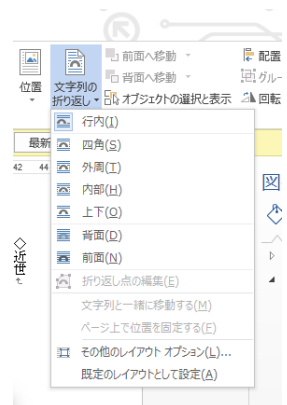 前面へ移動
背面へ移動
オブジェクトの選択と表示
位置
文字列の
折り返し
配置
グルー
回転
最新
42 44
行内(I)
四角(S)
外周(T)
内部(H)
上下(O)
背面(D)
前面(N)
折り返し点の編集(E)
文字列と一緒に移動する(M)
ページ上で位置を固定する(F)
その他のレイアウト オプション(L)...
既定のレイアウトとして設定(A)
◇近世
図